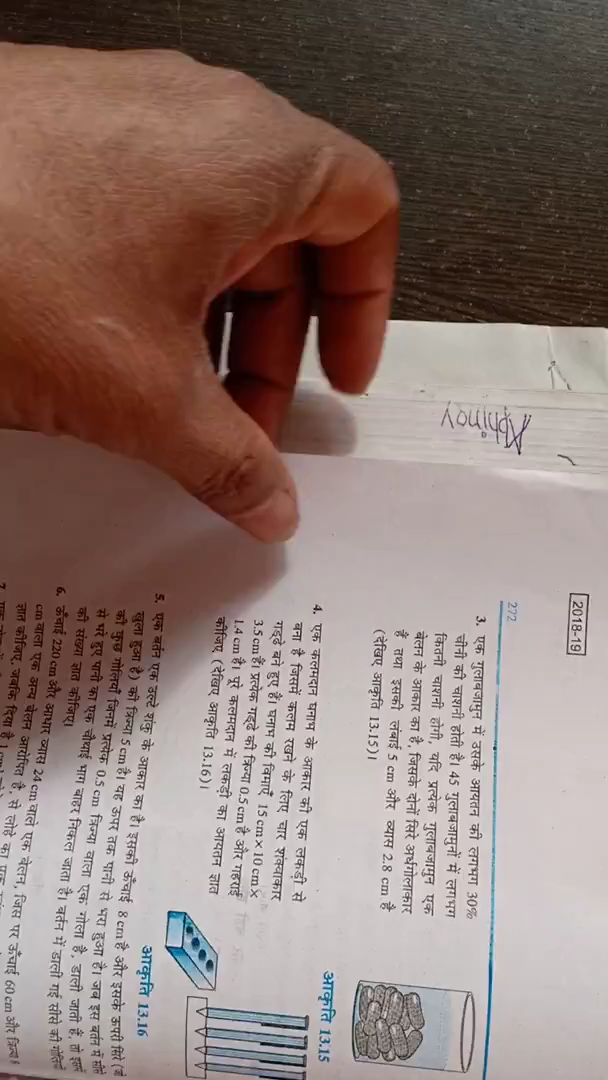 Abhinav
2018-19
272
3. एक गुलाबजामुन में उसके आयतन की लगभग 30%
चीनी की चाशनी होती है। 45 गुलाबजामुनों में लगभग
कितनी चाशनी होगी, यदि प्रत्येक गुलाबजामुन एक
बेलन के आकार का है, जिसके दोनों सिरे अर्धगोलाकार
हैं तथा इसकी लंबाई 5 cm और व्यास 2.8 cm है
(देखिए आकृति 13.15)।
आकृति 13.15
4. एक कलमदान घनाभ के आकार की एक लकड़ी से
बना है जिसमें कलम रखने के लिए चार शंक्वाकार
गड्ढे बने हुए हैं। घनाभ की विमाएँ 15 cm × 10 cm ×
3.5 cm हैं। प्रत्येक गड्ढे की त्रिज्या 0.5 cm है और गहराई
1.4 cm है। पूरे कलमदान में लकड़ी का आयतन ज्ञात
कीजिए (देखिए आकृति 13.16)।
आकृति 13.16
5. एक बर्तन एक उल्टे शंकु के आकार का है। इसकी ऊँचाई 8 cm है और इसके ऊपरी सिरे (जो
खुला हुआ है) की त्रिज्या 5 cm है। यह ऊपर तक पानी से भरा हुआ है। जब इस बर्तन में सीसे
की कुछ गोलियाँ जिनमें प्रत्येक 0.5 cm त्रिज्या वाला एक गोला है, डाली जाती हैं, तो इसमें
से भरे हुए पानी का एक चौथाई भाग बाहर निकल जाता है। बर्तन में डाली गई सीसे की गोलियों
की संख्या ज्ञात कीजिए।
6. ऊँचाई 220 cm और आधार व्यास 24 cm वाले एक बेलन, जिस पर ऊँचाई 60 cm और त्रिज्या 8
cm वाला एक अन्य बेलन आरोपित है, से लोहे का
ज्ञात कीजिए, जबकि दिया है 1 cm³
7.